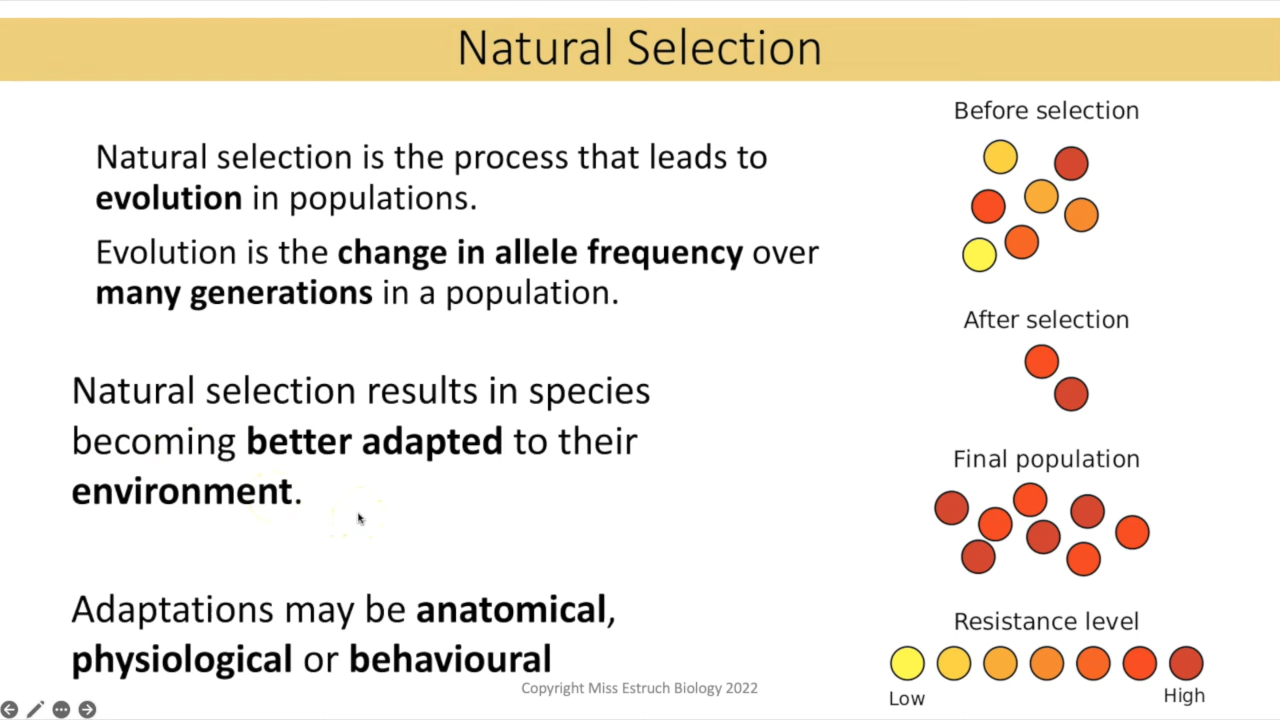 Natural Selection
Natural selection is the process that leads to
evolution in populations.
Evolution is the change in allele frequency over
many generations in a population.
Natural selection results in species
becoming better adapted to their
environment.
Adaptations may be anatomical,
physiological or behavioural
Before selection
After selection
Final population
Resistance level
Low
High
Copyright Miss Estruch Biology 2022